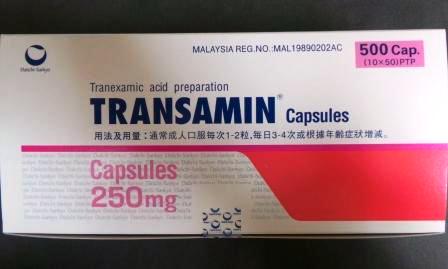 MALAYSIA REG.NO.:MAL19890202AC
500 Cap.
(10×50)PTP
Daiichi-Sankyo
Tranexamic acid preparation
TRANSAMIN® Capsules
用法及用量：通常成人口服每次1-2粒，每日3-4次或根據年齡症狀增減。
Capsules
250mg